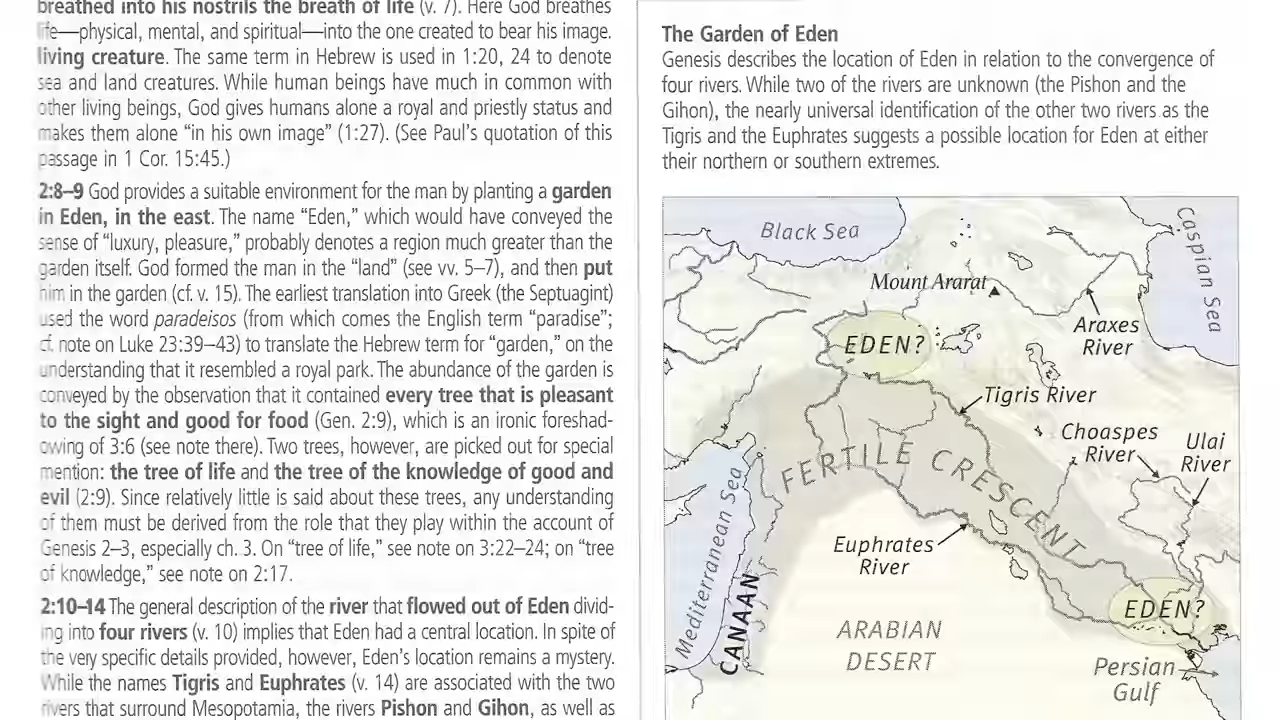 breathed into his nostrils the breath of life (v. 7). Here God breathes
life—physical, mental, and spiritual—into the one created to bear his image.
living creature. The same term in Hebrew is used in 1:20, 24 to denote
sea and land creatures. While human beings have much in common with
other living beings, God gives humans alone a royal and priestly status and
makes them alone “in his own image” (1:27). (See Paul’s quotation of this
passage in 1 Cor. 15:45.)
2:8–9 God provides a suitable environment for the man by planting a garden
in Eden, in the east. The name “Eden,” which would have conveyed the
sense of “luxury, pleasure,” probably denotes a region much greater than the
garden itself. God formed the man in the “land” (see vv. 5–7), and then put
him in the garden (cf. v. 15). The earliest translation into Greek (the Septuagint)
used the word paradeisos (from which comes the English term “paradise”;
cf. note on Luke 23:39–43) to translate the Hebrew term for “garden,” on the
understanding that it resembled a royal park. The abundance of the garden is
conveyed by the observation that it contained every tree that is pleasant
to the sight and good for food (Gen. 2:9), which is an ironic foreshad-
owing of 3:6 (see note there). Two trees, however, are picked out for special
mention: the tree of life and the tree of the knowledge of good and
evil (2:9). Since relatively little is said about these trees, any understanding
of them must be derived from the role that they play within the account of
Genesis 2–3, especially ch. 3. On “tree of life,” see note on 3:22–24; on “tree
of knowledge,” see note on 2:17.
2:10–14 The general description of the river that flowed out of Eden divid-
ing into four rivers (v. 10) implies that Eden had a central location. In spite of
the very specific details provided, however, Eden’s location remains a mystery.
While the names Tigris and Euphrates (v. 14) are associated with the two
rivers that surround Mesopotamia, the rivers Pishon and Gihon, as well as
The Garden of Eden
Genesis describes the location of Eden in relation to the convergence of
four rivers. While two of the rivers are unknown (the Pishon and the
Gihon), the nearly universal identification of the other two rivers as the
Tigris and the Euphrates suggests a possible location for Eden at either
their northern or southern extremes.
Black Sea
Caspian Sea
Mount Ararat
Araxes
River
EDEN?
Tigris River
Choaspes
River
Ulai
River
FERTILE CRESCENT
Mediterranean Sea
Euphrates
River
CANAAN
EDEN?
ARABIAN
DESERT
Persian
Gulf